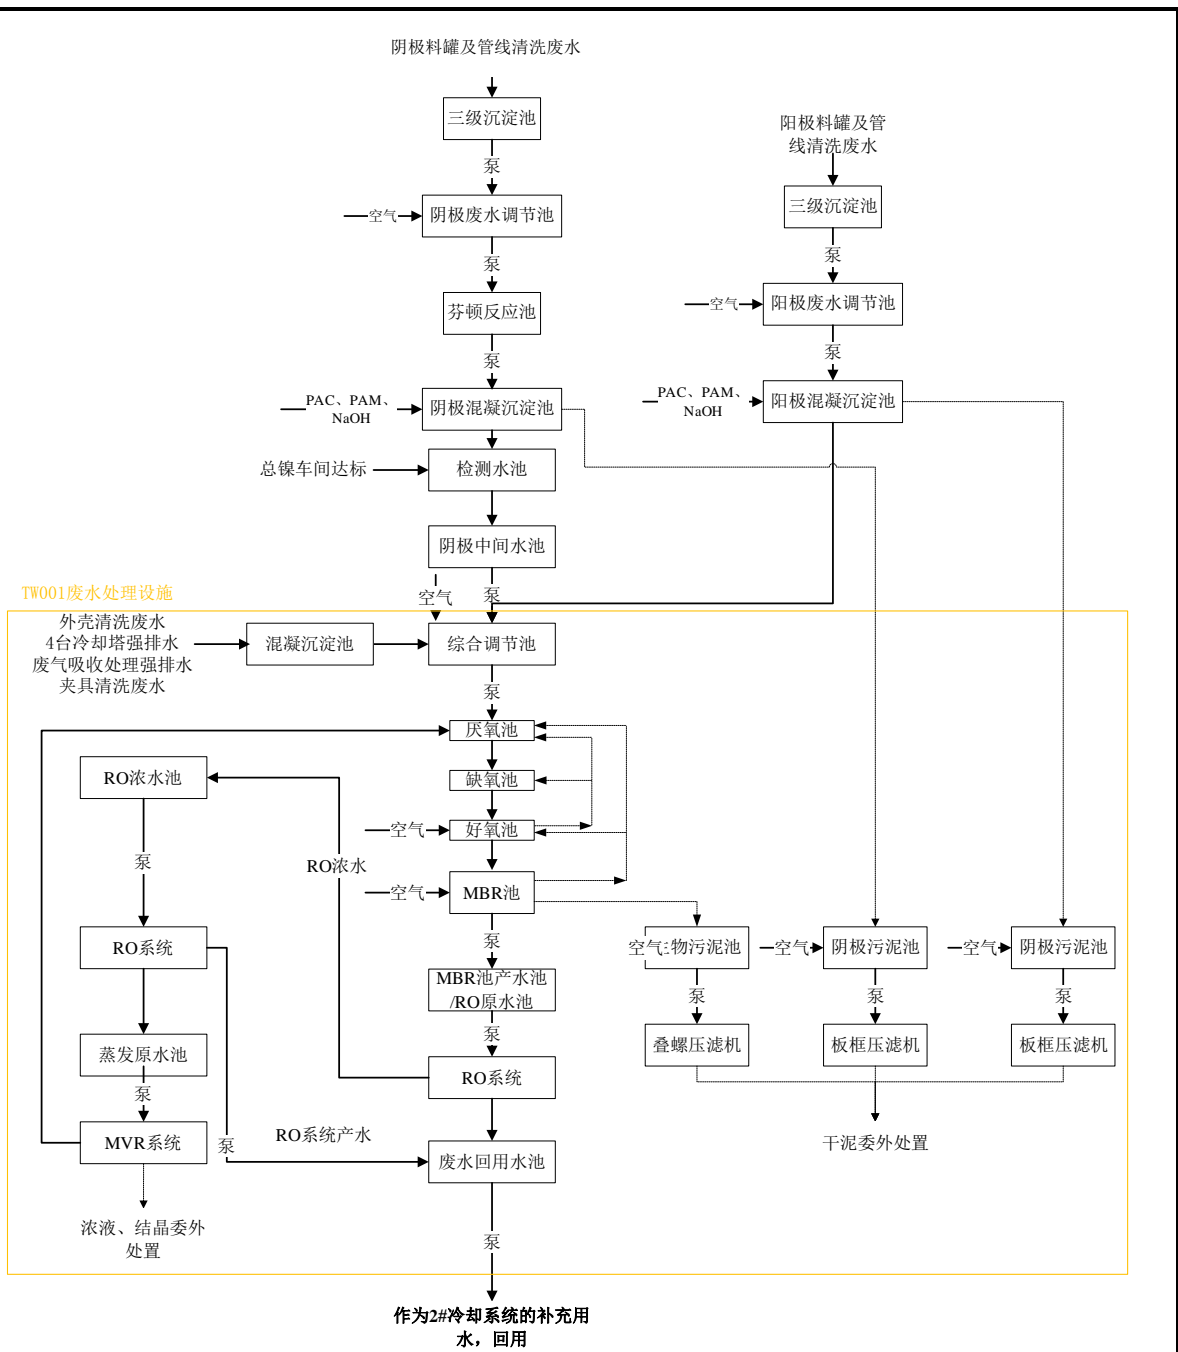 阴极料罐及管线清洗废水
三级沉淀池
阳极料罐及管
线清洗废水
泵
三级沉淀池
空气
阴极废水调节池
泵
泵
空气
阳极废水调节池
芬顿反应池
泵
泵
PAC、PAM、
NaOH
阴极混凝沉淀池
PAC、PAM、
NaOH
阳极混凝沉淀池
总镍车间达标
检测水池
阴极中间水池
TW001废水处理设施
空气
泵
外壳清洗废水
4台冷却塔强排水
废气吸收处理强排水
夹具清洗废水
混凝沉淀池
综合调节池
泵
厌氧池
RO浓水池
缺氧池
空气
好氧池
泵
RO浓水
空气
MBR池
RO系统
泵
空气
物污泥池
空气
阴极污泥池
空气
阴极污泥池
MBR池产水池
/RO原水池
泵
泵
泵
泵
蒸发原水池
叠螺压滤机
板框压滤机
板框压滤机
RO系统
泵
MVR系统
泵
RO系统产水
废水回用水池
干泥委外处置
浓液、结晶委外
处置
泵
作为2#冷却系统的补充用
水，回用